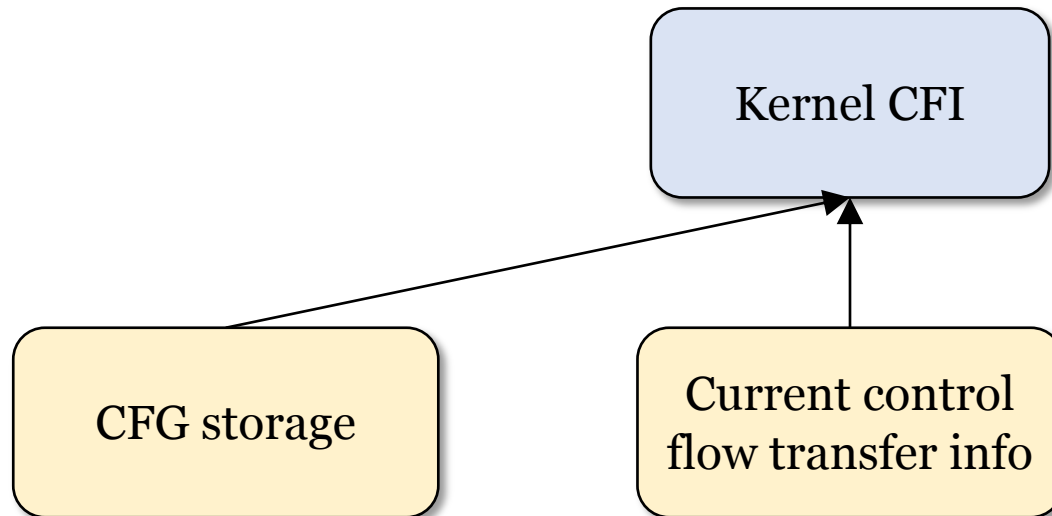 Kernel CFI
CFG storage
Current control
flow transfer info